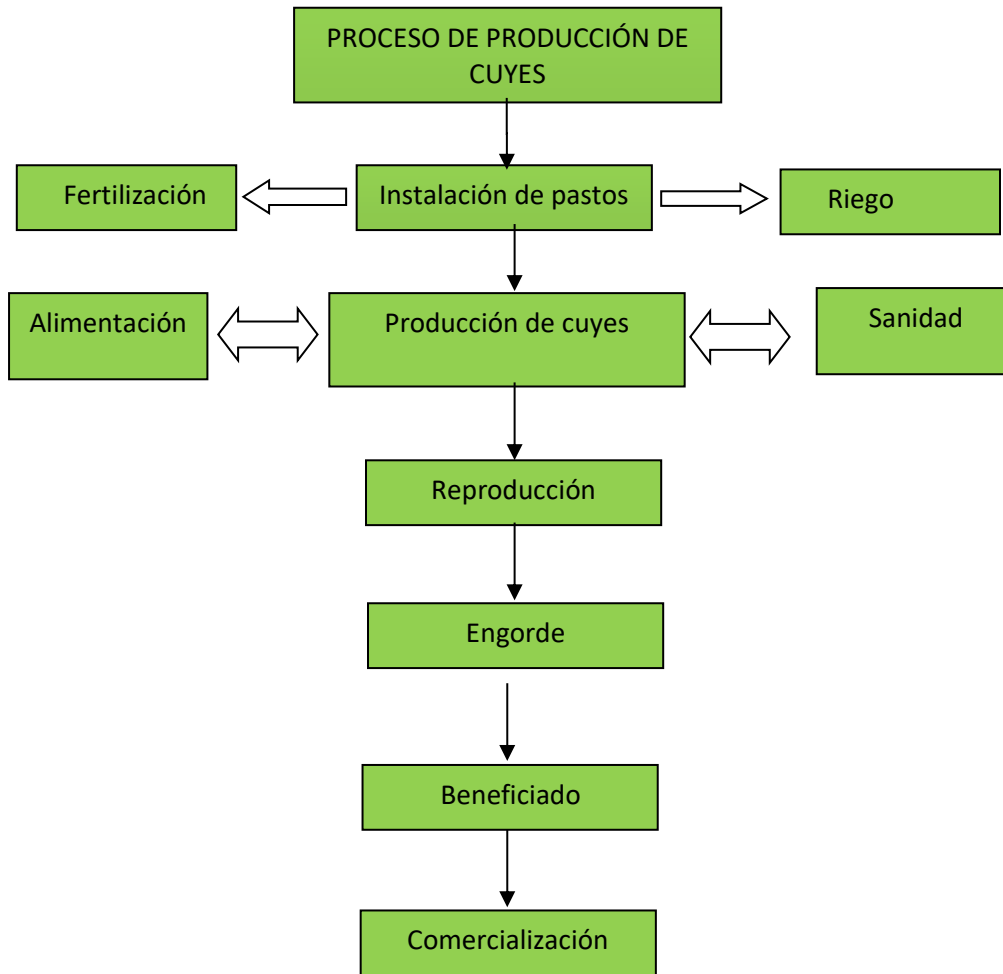 PROCESO DE PRODUCCIÓN DE
CUYES
Fertilización
Instalación de pastos
Riego
Alimentación
Producción de cuyes
Sanidad
Reproducción
Engorde
Beneficiado
Comercialización